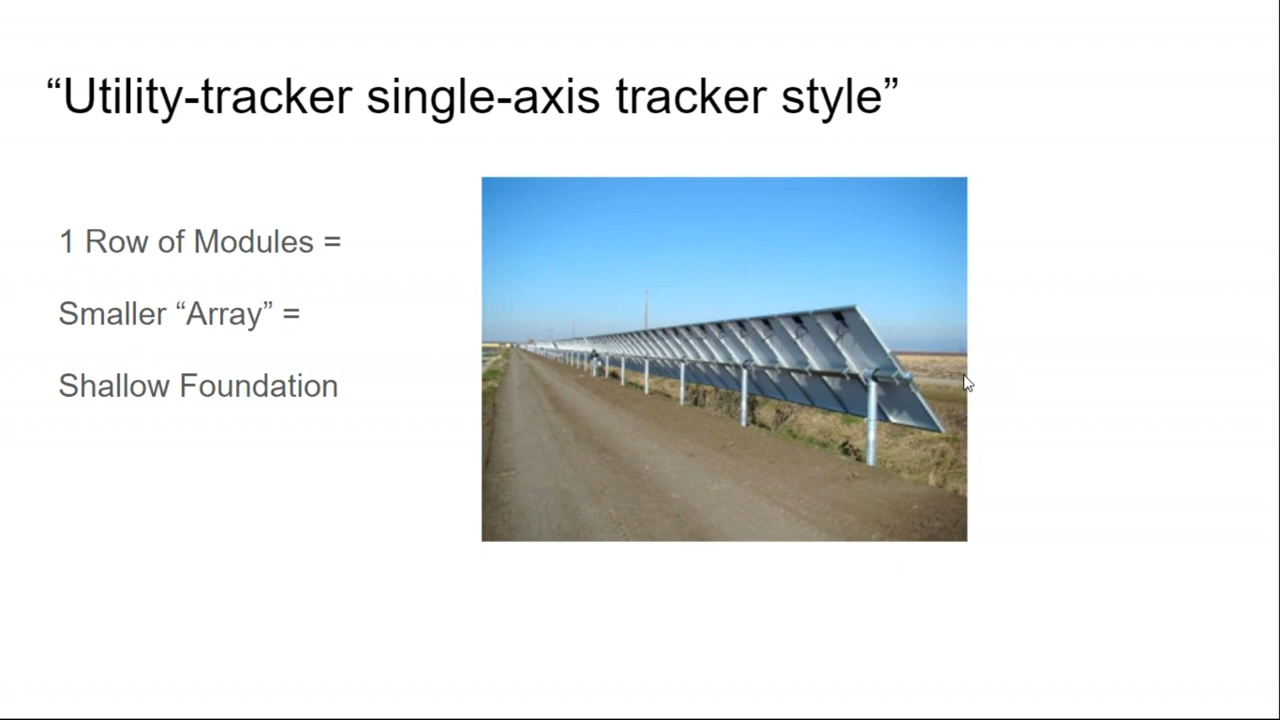 “Utility-tracker single-axis tracker style”
1 Row of Modules =
Smaller “Array” =
Shallow Foundation